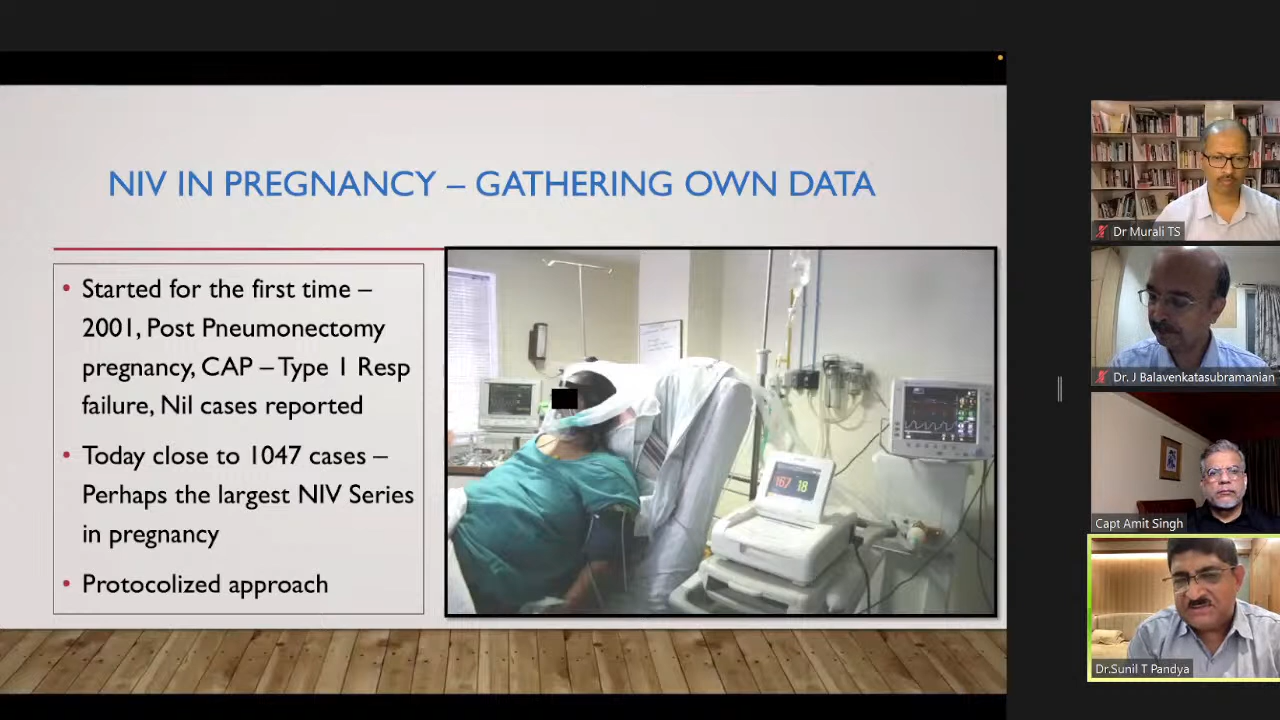 NIV IN PREGNANCY – GATHERING OWN DATA
• Started for the first time –
2001, Post Pneumonectomy
pregnancy, CAP – Type 1 Resp
failure, Nil cases reported
• Today close to 1047 cases –
Perhaps the largest NIV Series
in pregnancy
• Protocolized approach
167 18
Dr Murali TS
Dr. J Balavenkatasubramanian
Capt Amit Singh
Dr.Sunil T Pandya